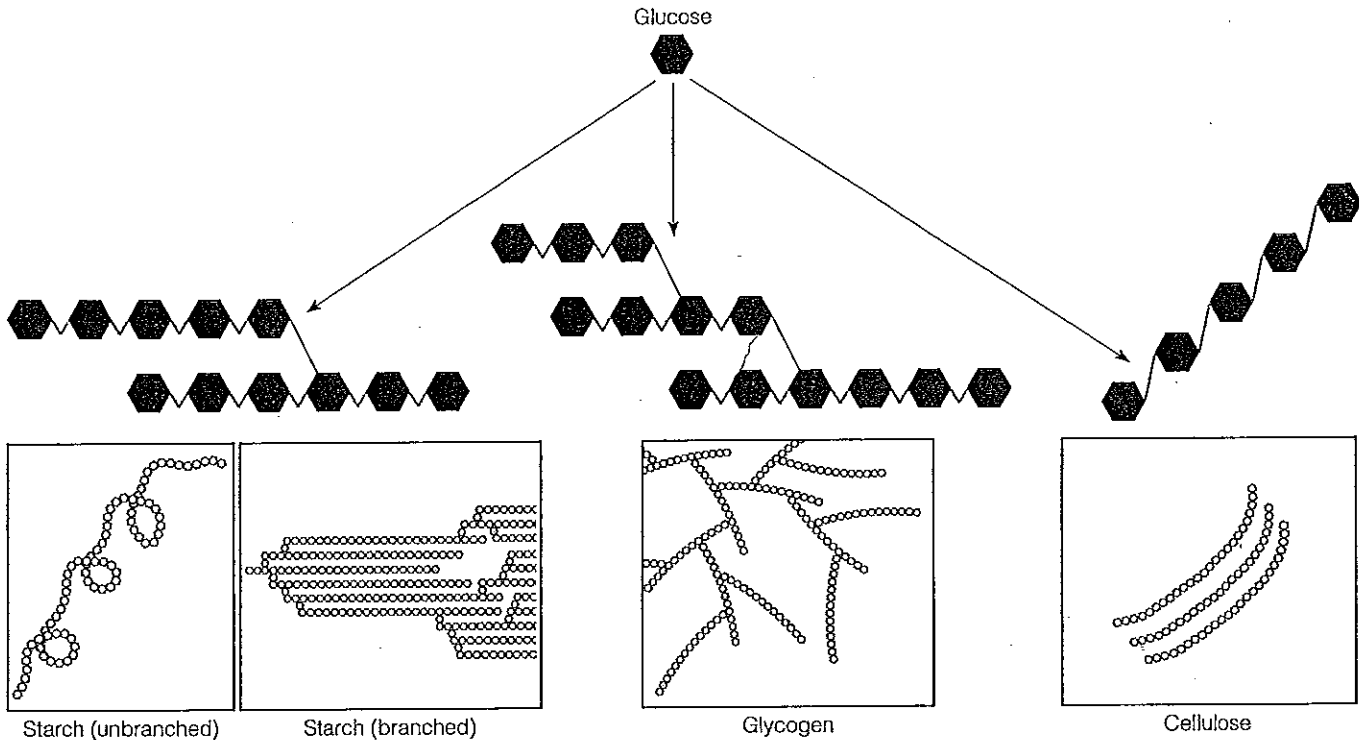 Glucose
Starch (unbranched)
Starch (branched)
Glycogen
Cellulose